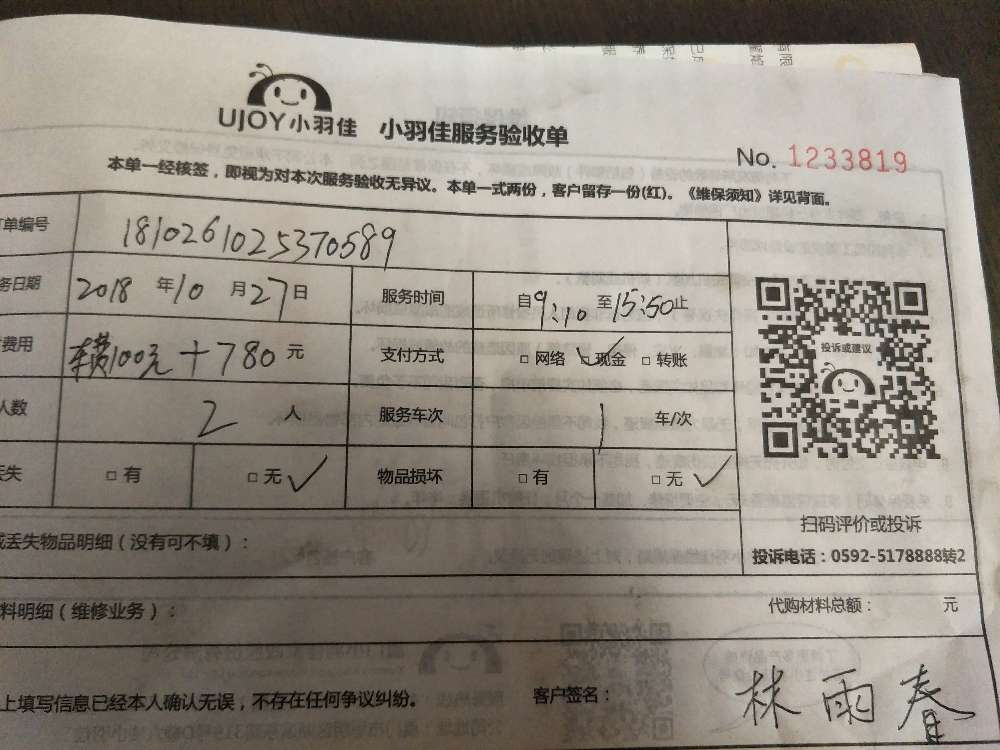 UJOY小羽佳 小羽佳服务验收单
No. 1233819
本单一经核签，即视为对本次服务验收无异议。本单一式两份，客户留存一份(红)。《维保须知》详见背面。
单编号 1810261025370589
务日期 2018 年 10 月 27 日 服务时间 自 9:10 至 15:50 止
费用 车费100元 + 780 元 支付方式 □ 网络 □ 现金 ✓ □ 转账
人数 2 人 服务车次 1 车/次
丢失 □ 有 □ 无 ✓ 物品损坏 □ 有 □ 无 ✓
投诉或建议
扫码评价或投诉
投诉电话：0592-5178888转2
或丢失物品明细（没有可不填）：
料明细（维修业务）： 代购材料总额： 元
上填写信息已经本人确认无误，不存在任何争议纠纷。 客户签名： 林雨春